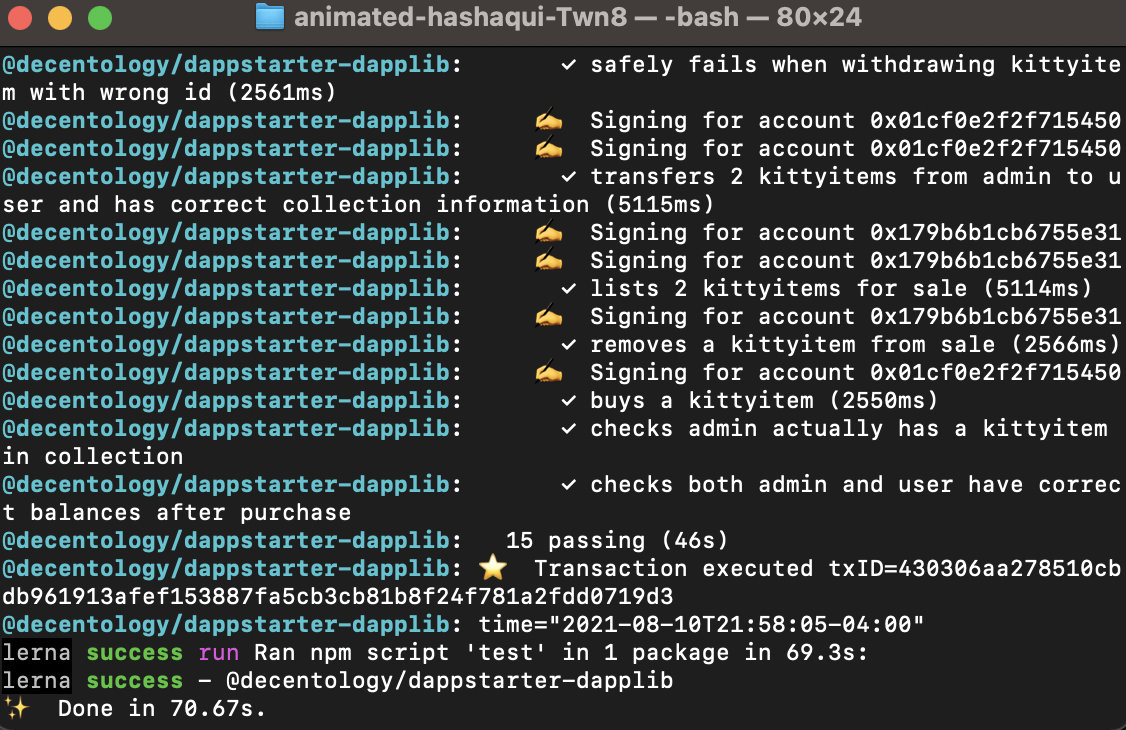 animated-hashaqui-Twn8 — -bash — 80×24
@decentology/dappstarter-dapplib:       ✓ safely fails when withdrawing kittyite
m with wrong id (2561ms)
@decentology/dappstarter-dapplib:     ✍️  Signing for account 0x01cf0e2f2f715450
@decentology/dappstarter-dapplib:     ✍️  Signing for account 0x01cf0e2f2f715450
@decentology/dappstarter-dapplib:       ✓ transfers 2 kittyitems from admin to u
ser and has correct collection information (5115ms)
@decentology/dappstarter-dapplib:     ✍️  Signing for account 0x179b6b1cb6755e31
@decentology/dappstarter-dapplib:     ✍️  Signing for account 0x179b6b1cb6755e31
@decentology/dappstarter-dapplib:       ✓ lists 2 kittyitems for sale (5114ms)
@decentology/dappstarter-dapplib:     ✍️  Signing for account 0x179b6b1cb6755e31
@decentology/dappstarter-dapplib:       ✓ removes a kittyitem from sale (2566ms)
@decentology/dappstarter-dapplib:     ✍️  Signing for account 0x01cf0e2f2f715450
@decentology/dappstarter-dapplib:       ✓ buys a kittyitem (2550ms)
@decentology/dappstarter-dapplib:       ✓ checks admin actually has a kittyitem
in collection
@decentology/dappstarter-dapplib:       ✓ checks both admin and user have correc
t balances after purchase
@decentology/dappstarter-dapplib:   15 passing (46s)
@decentology/dappstarter-dapplib: ⭐  Transaction executed txID=430306aa278510cb
db961913afef153887fa5cb3cb81b8f24f781a2fdd0719d3
@decentology/dappstarter-dapplib: time="2021-08-10T21:58:05-04:00"
lerna success run Ran npm script 'test' in 1 package in 69.3s:
lerna success - @decentology/dappstarter-dapplib
✨  Done in 70.67s.